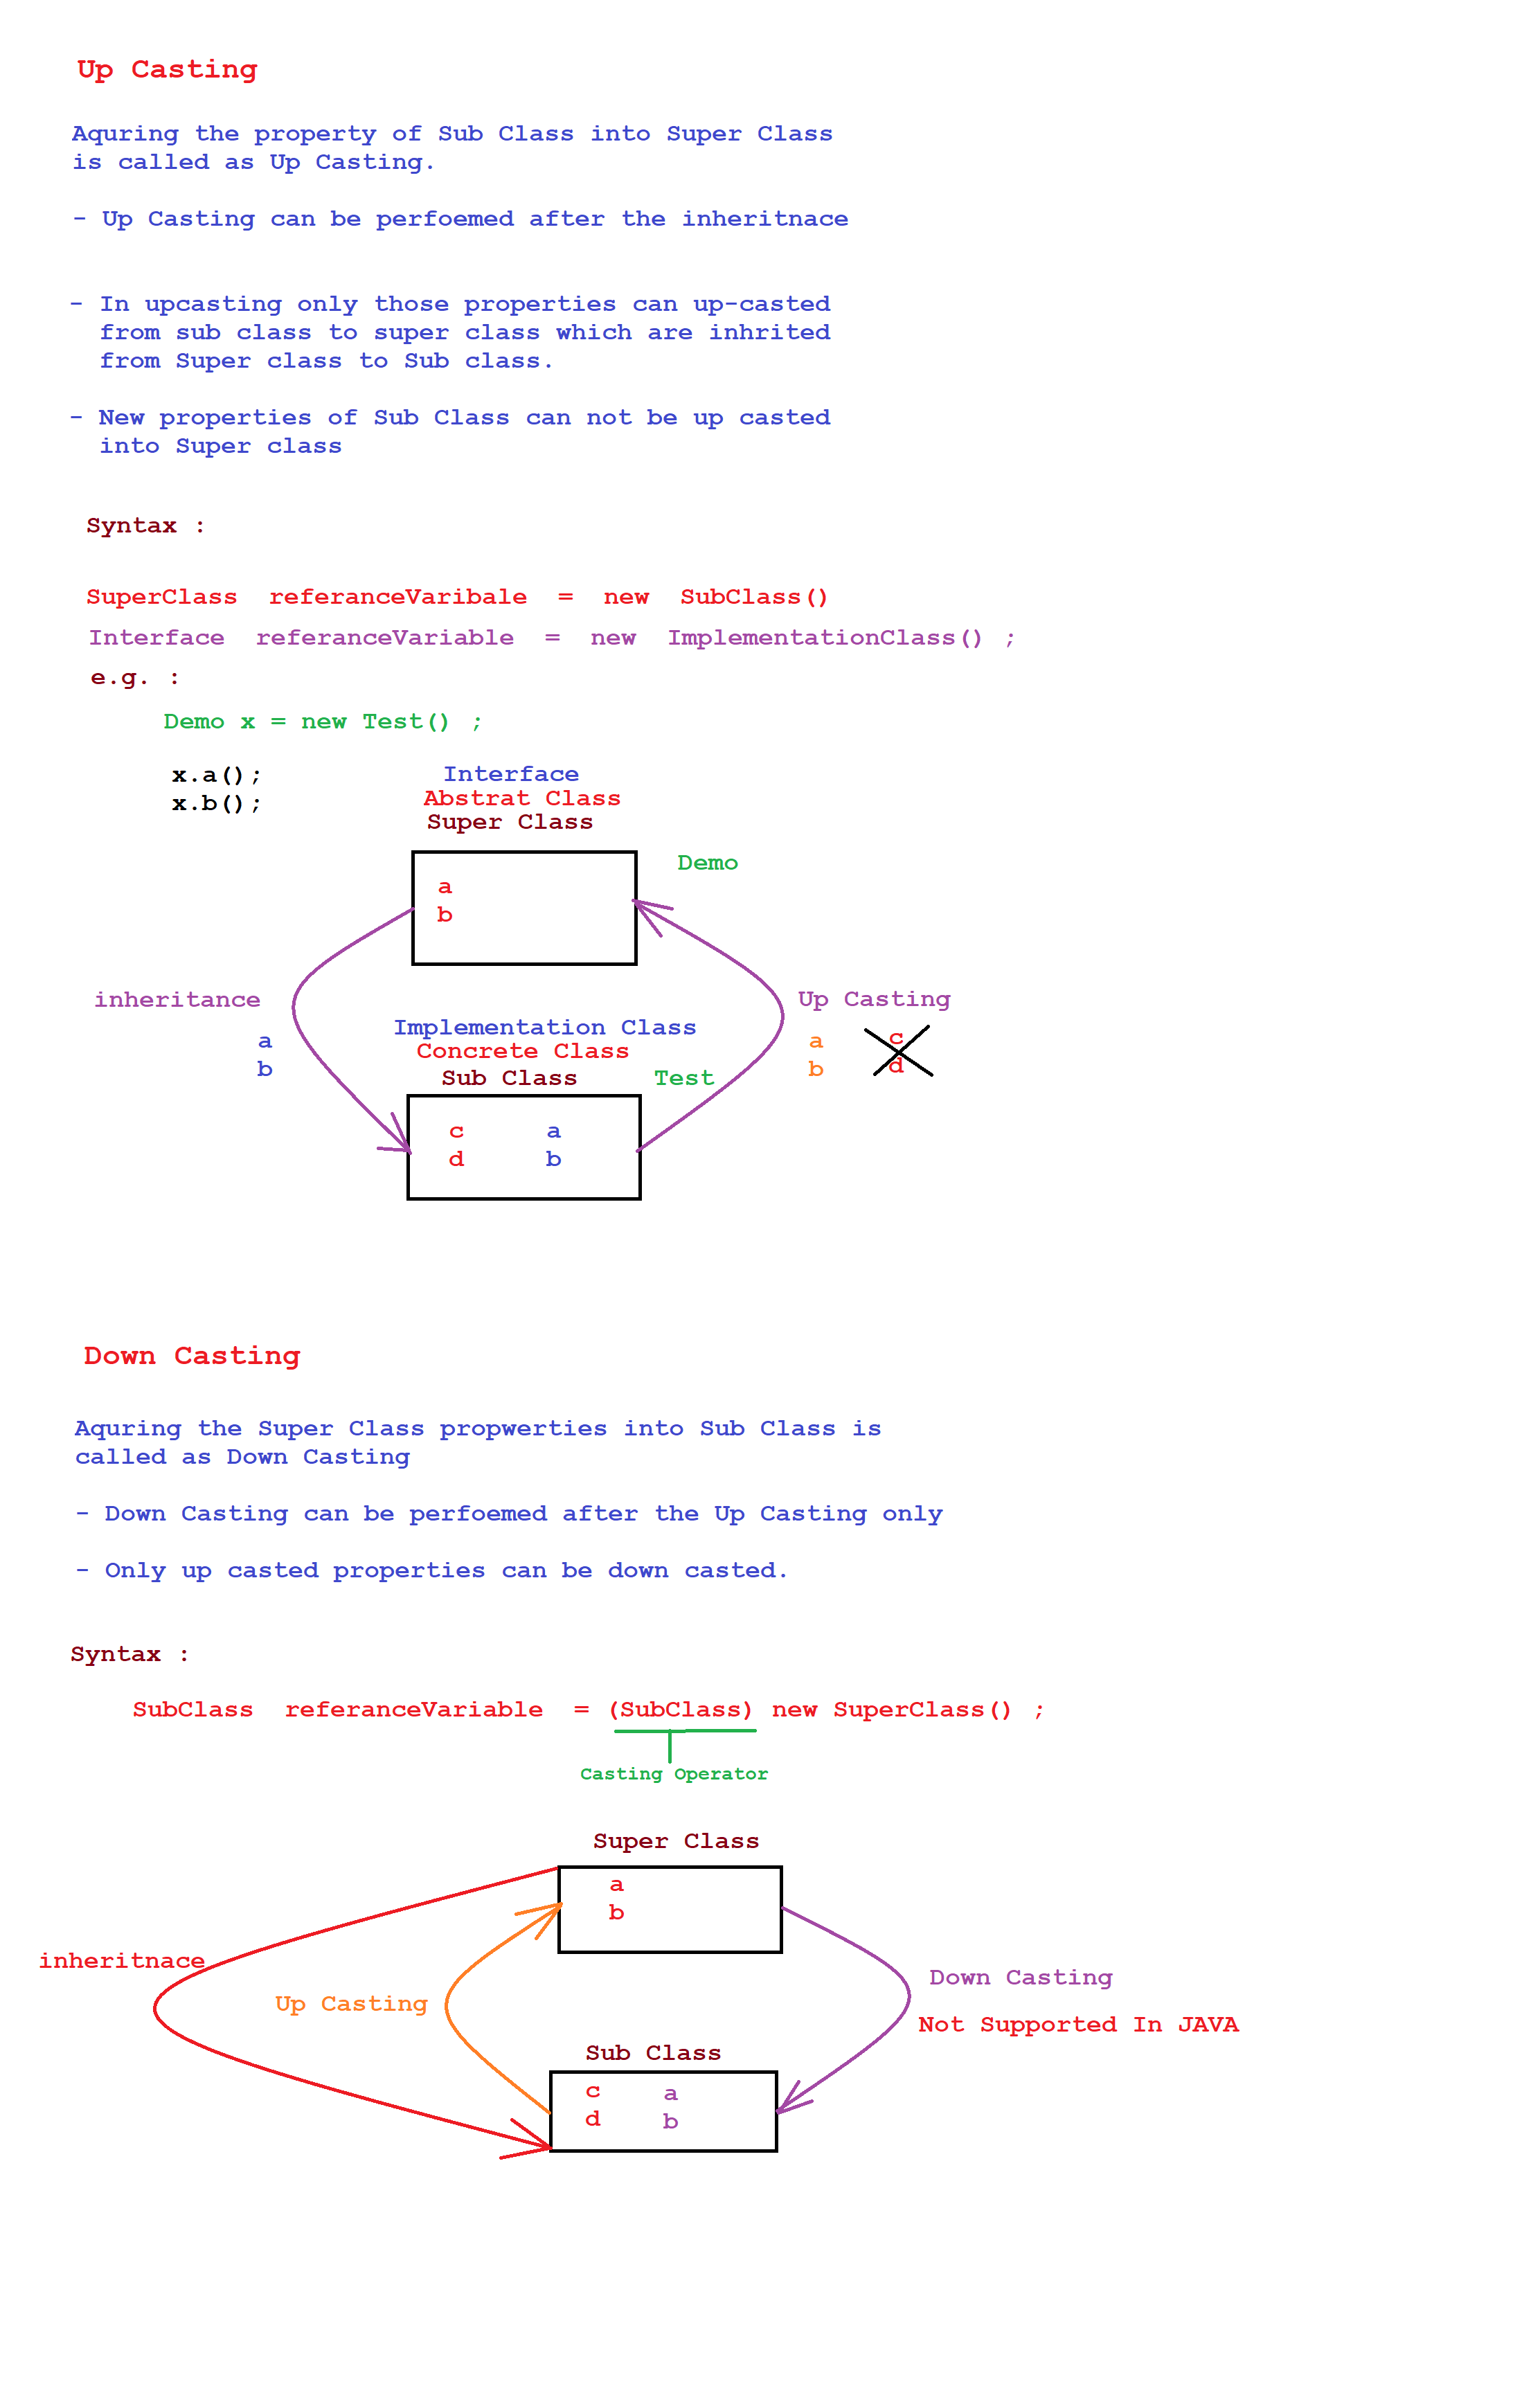 Up Casting
Aquring the property of Sub Class into Super Class
is called as Up Casting.
- Up Casting can be perfoemed after the inheritnace
- In upcasting only those properties can up-casted
from sub class to super class which are inhrited
from Super class to Sub class.
- New properties of Sub Class can not be up casted
into Super class
Syntax :
SuperClass referanceVaribale = new SubClass()
Interface referanceVariable = new ImplementationClass() ;
e.g. :
Demo x = new Test() ;
x.a();
x.b();
Interface
Abstrat Class
Super Class
Demo
a
b
inheritance
a
b
Up Casting
a
b
c
d
Implementation Class
Concrete Class
Sub Class
Test
c a
d b
Down Casting
Aquring the Super Class propwerties into Sub Class is
called as Down Casting
- Down Casting can be perfoemed after the Up Casting only
- Only up casted properties can be down casted.
Syntax :
SubClass referanceVariable = (SubClass) new SuperClass() ;
Casting Operator
Super Class
a
b
inheritnace
Up Casting
Down Casting
Not Supported In JAVA
Sub Class
c a
d b